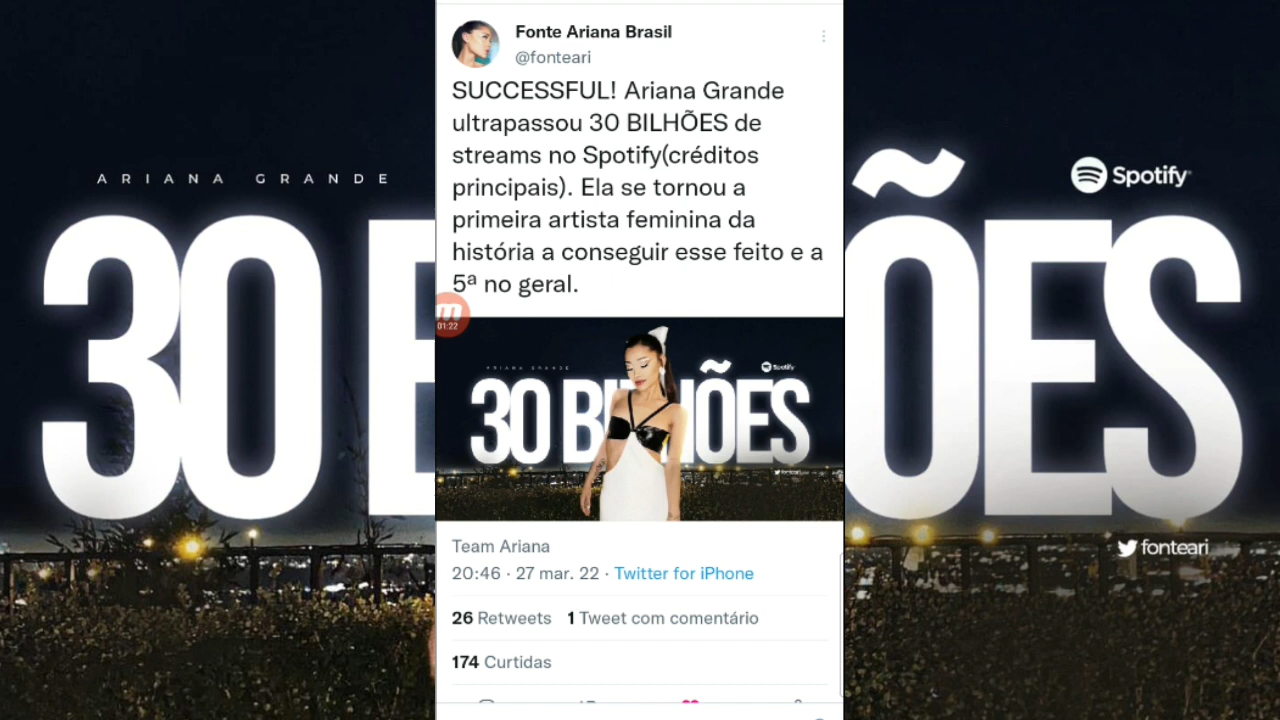 Fonte Ariana Brasil
@fonteari
SUCCESSFUL! Ariana Grande
ultrapassou 30 BILHÕES de
streams no Spotify(créditos
principais). Ela se tornou a
primeira artista feminina da
história a conseguir esse feito e a
5ª no geral.
01:22
ARIANA GRANDE
Spotify
30 BILHÕES
fonteari
Team Ariana
20:46 · 27 mar. 22 · Twitter for iPhone
26 Retweets 1 Tweet com comentário
174 Curtidas
ARIANA GRANDE
30
Spotify
ÕES
fonteari